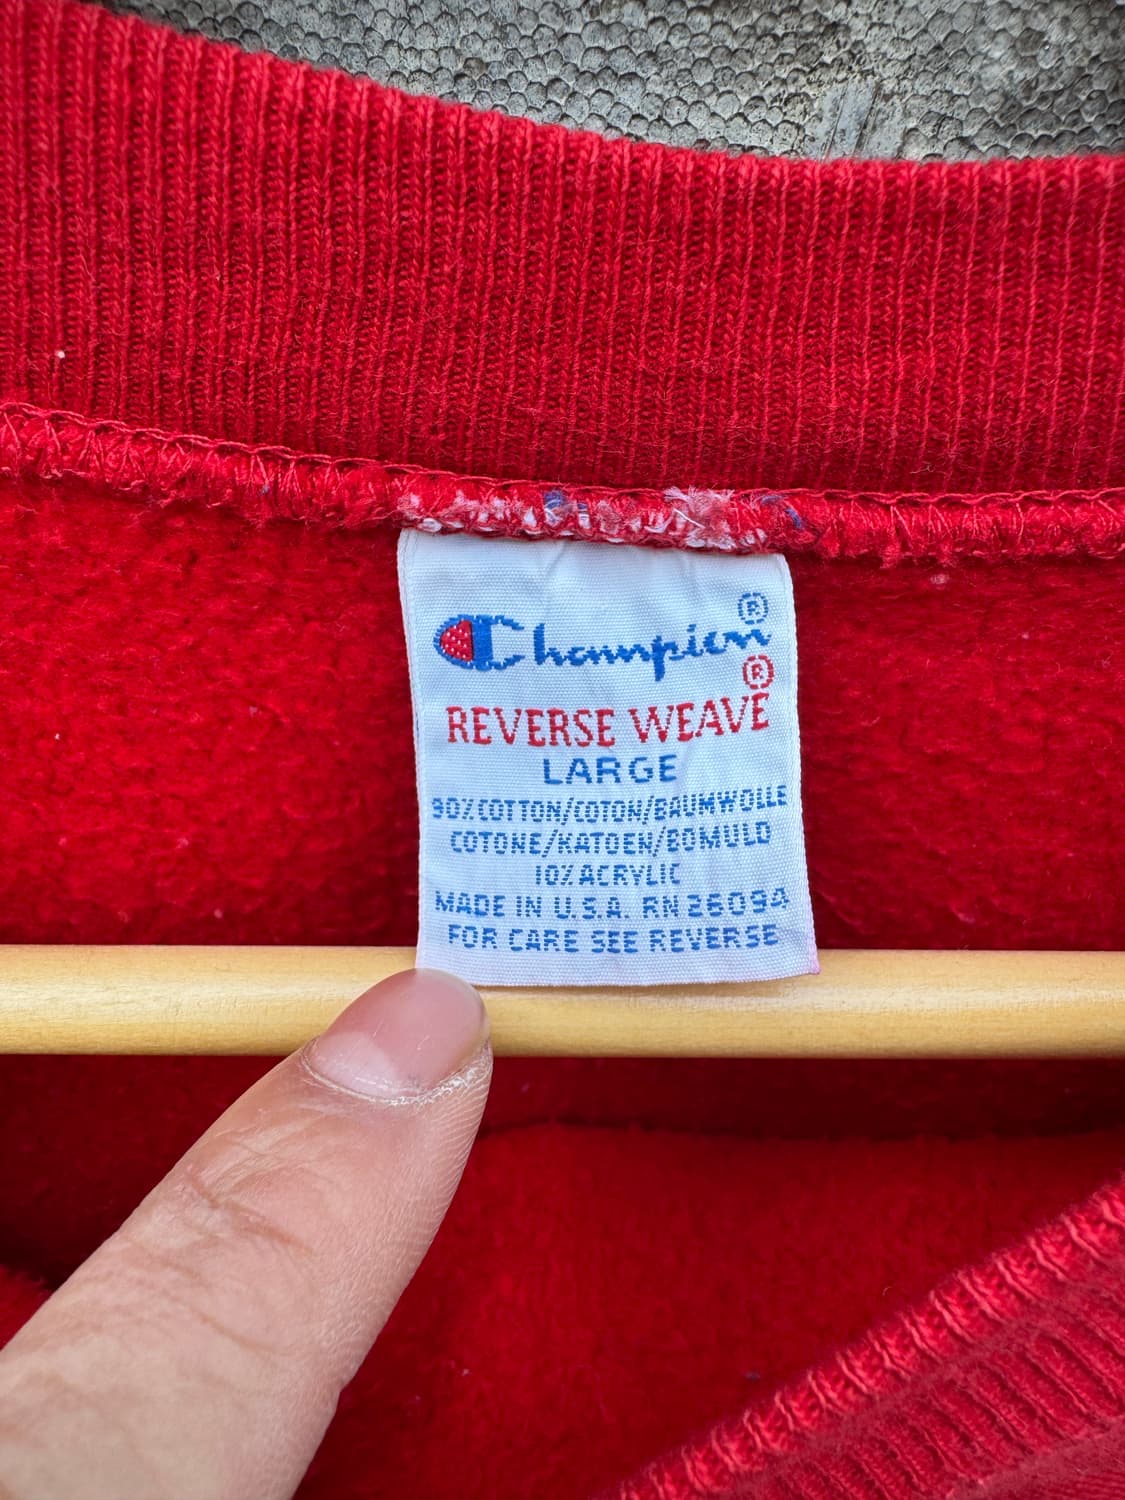 Champion®
REVERSE WEAVE®
LARGE
90% COTTON/COTON/BAUMWOLLE
COTONE/KATOEN/BOMULD
10% ACRYLIC
MADE IN U.S.A. RN 26094
FOR CARE SEE REVERSE